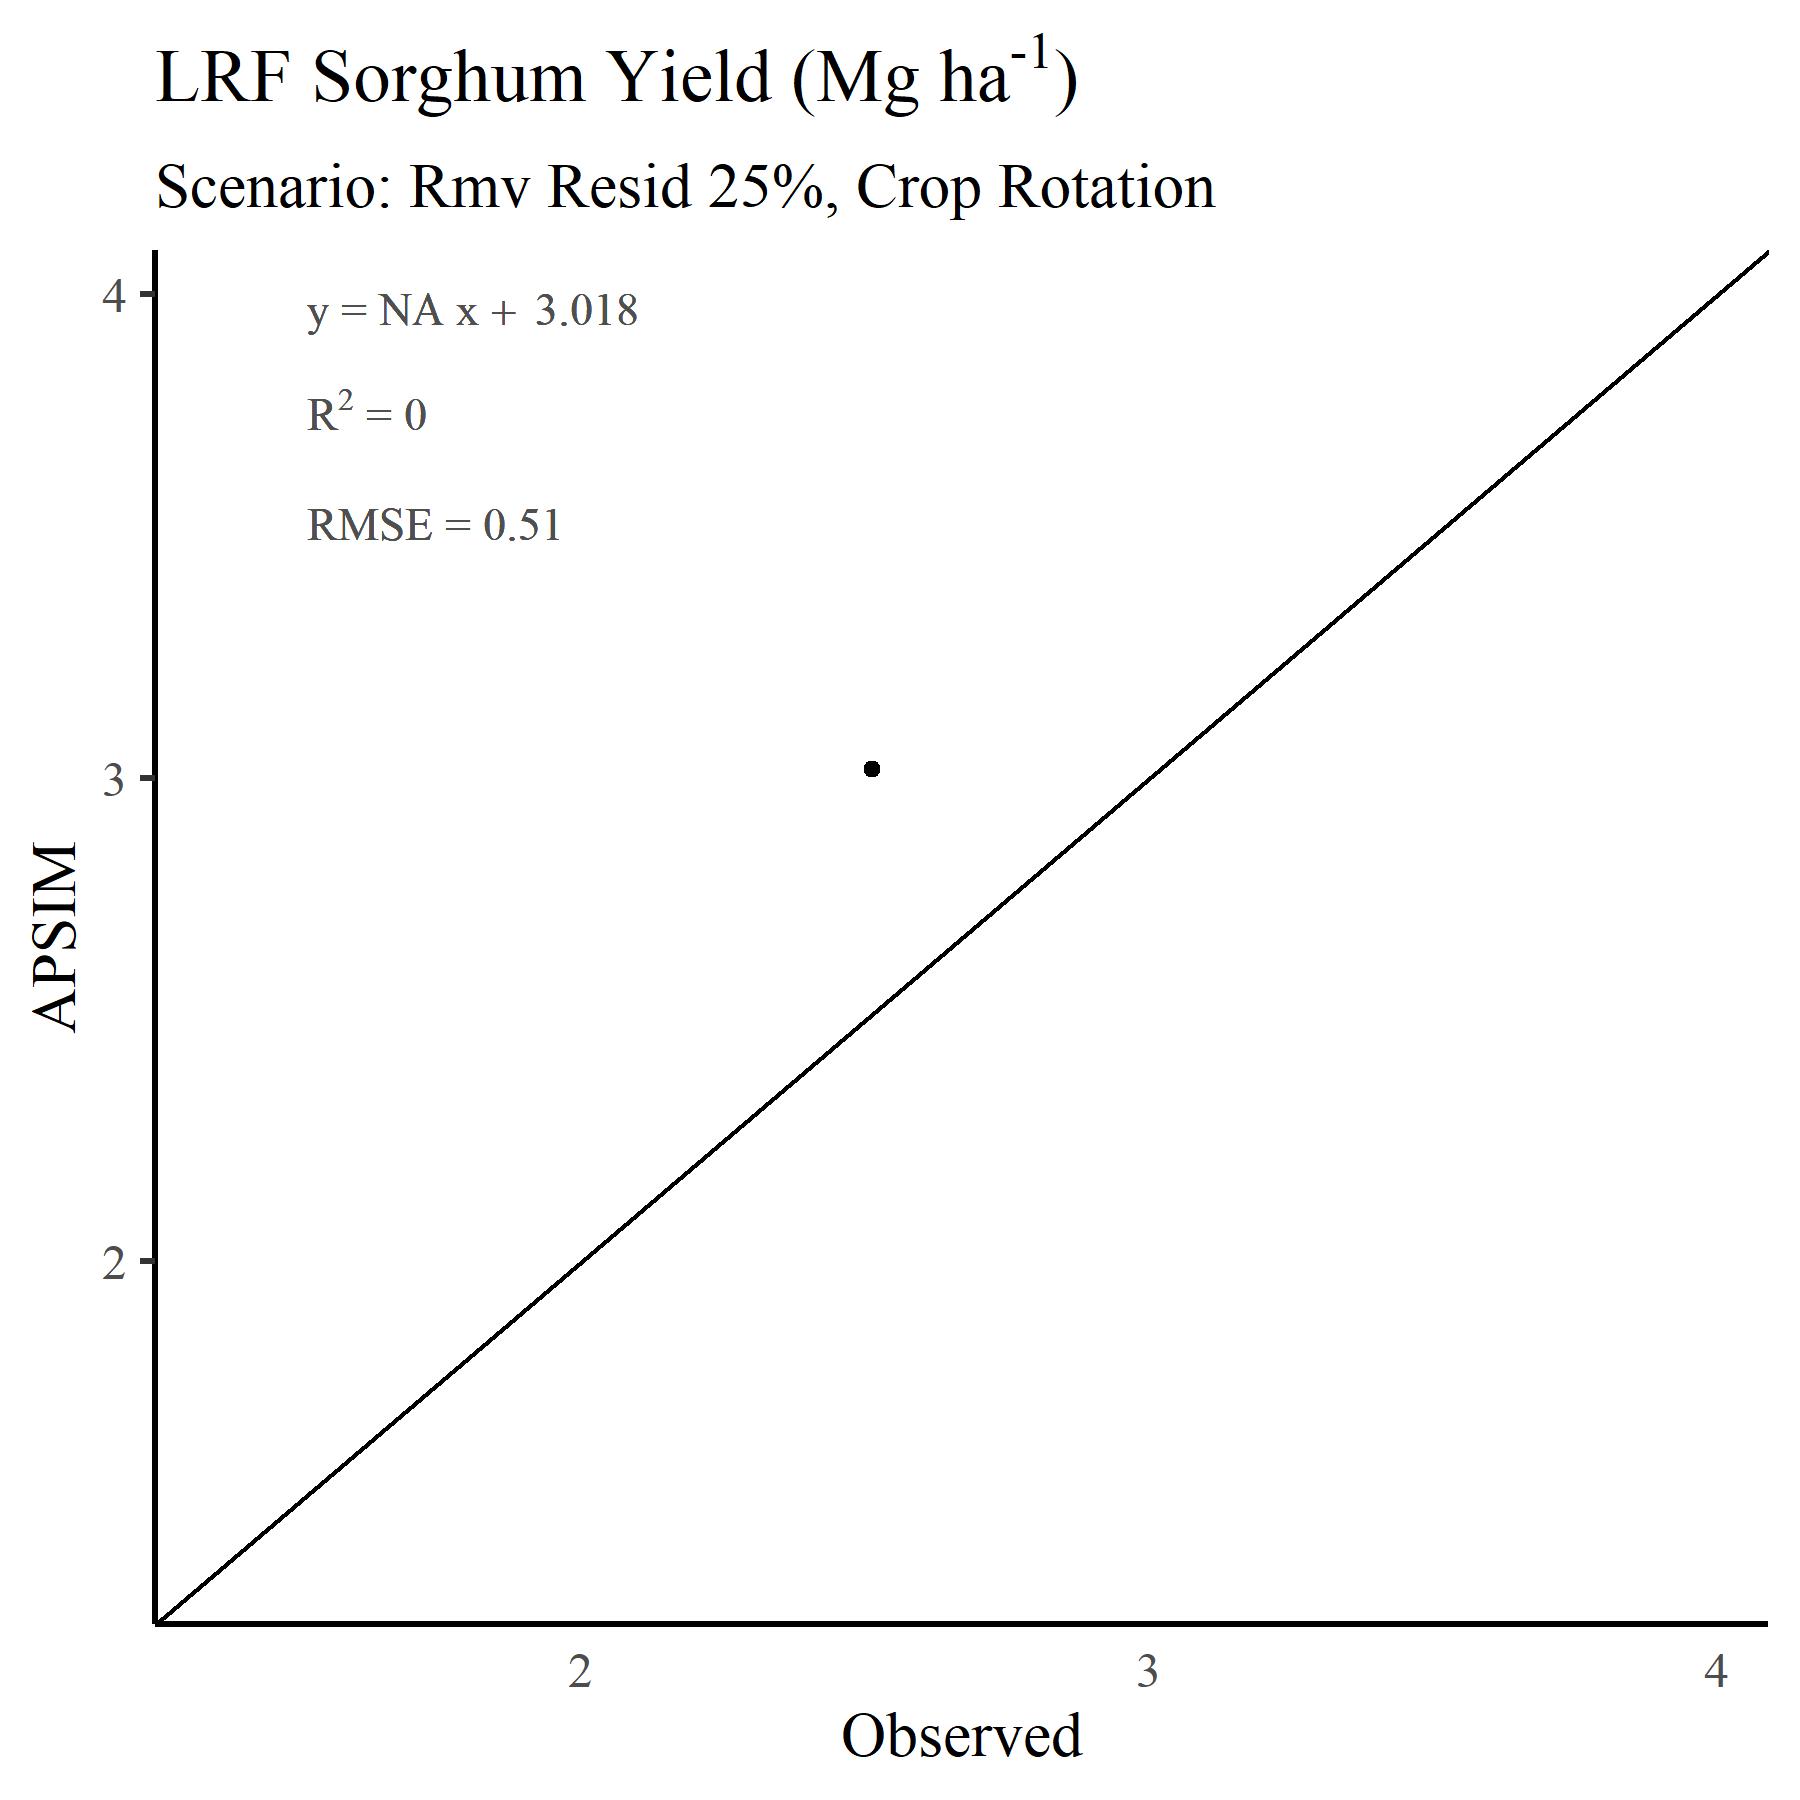 LRF Sorghum Yield (Mg ha⁻¹)
Scenario: Rmv Resid 25%, Crop Rotation
y = NA x + 3.018
R² = 0
RMSE = 0.51
4
3
2
APSIM
2 3 4
Observed